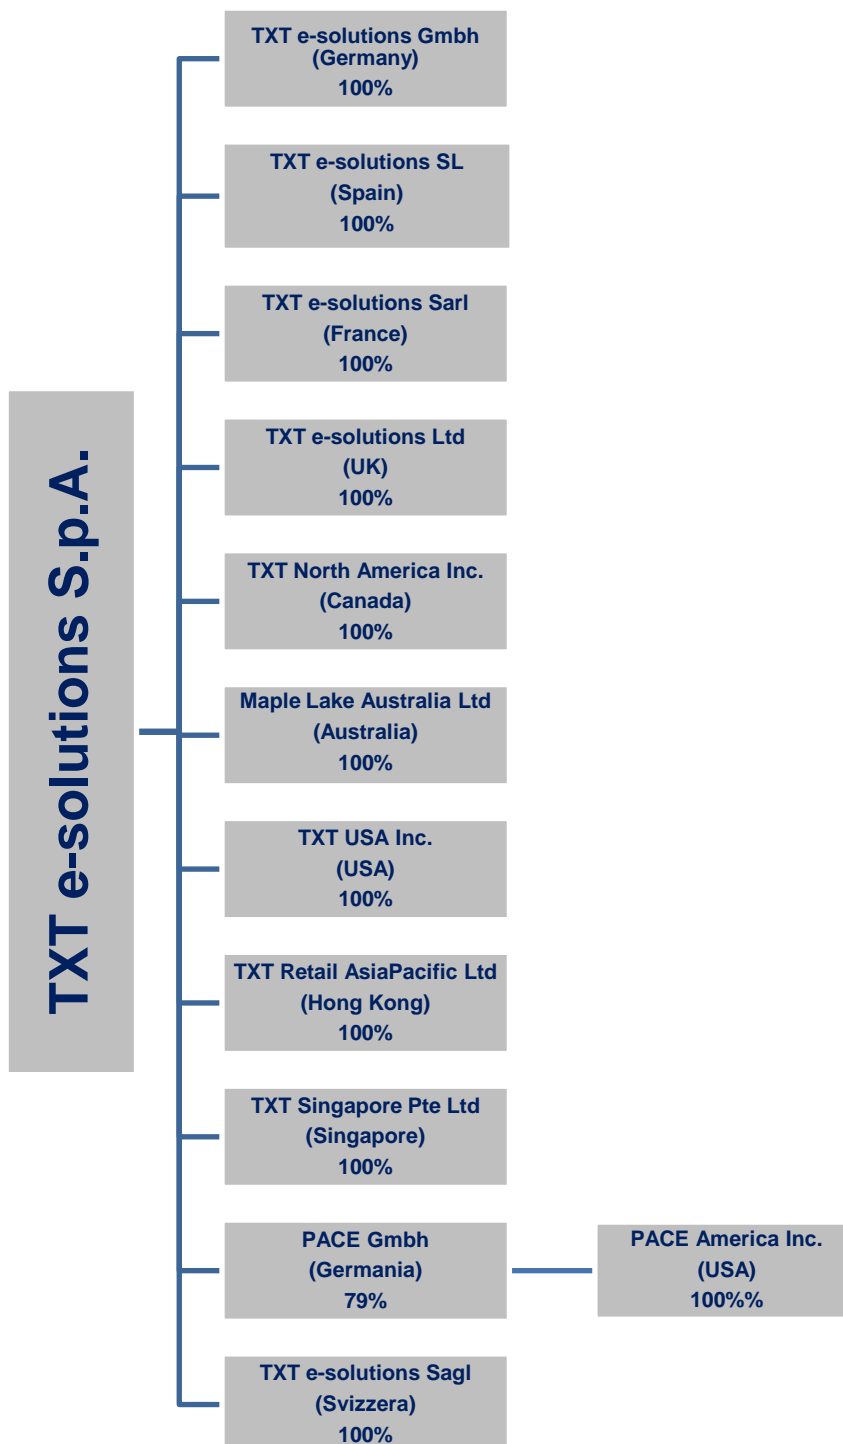 TXT e-solutions S.p.A.
TXT e-solutions Gmbh
(Germany)
100%
TXT e-solutions SL
(Spain)
100%
TXT e-solutions Sarl
(France)
100%
TXT e-solutions Ltd
(UK)
100%
TXT North America Inc.
(Canada)
100%
Maple Lake Australia Ltd
(Australia)
100%
TXT USA Inc.
(USA)
100%
TXT Retail AsiaPacific Ltd
(Hong Kong)
100%
TXT Singapore Pte Ltd
(Singapore)
100%
PACE Gmbh
(Germania)
79%
PACE America Inc.
(USA)
100%%
TXT e-solutions Sagl
(Svizzera)
100%